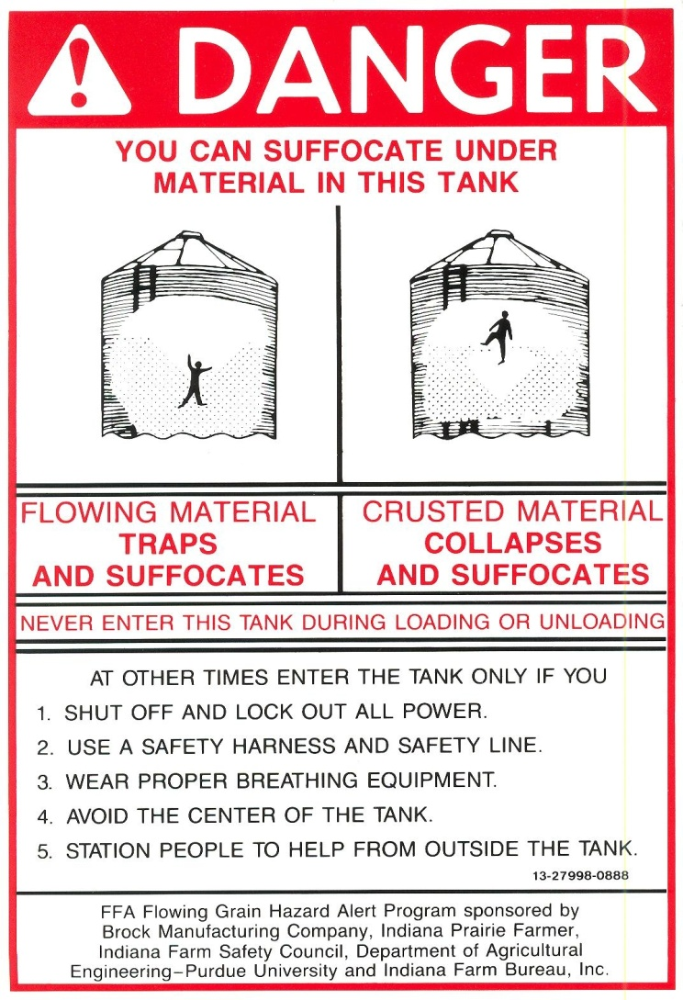 DANGER
YOU CAN SUFFOCATE UNDER
MATERIAL IN THIS TANK
FLOWING MATERIAL
TRAPS
AND SUFFOCATES
CRUSTED MATERIAL
COLLAPSES
AND SUFFOCATES
NEVER ENTER THIS TANK DURING LOADING OR UNLOADING
AT OTHER TIMES ENTER THE TANK ONLY IF YOU
1. SHUT OFF AND LOCK OUT ALL POWER.
2. USE A SAFETY HARNESS AND SAFETY LINE.
3. WEAR PROPER BREATHING EQUIPMENT.
4. AVOID THE CENTER OF THE TANK.
5. STATION PEOPLE TO HELP FROM OUTSIDE THE TANK.
13-27998-0888
FFA Flowing Grain Hazard Alert Program sponsored by
Brock Manufacturing Company, Indiana Prairie Farmer,
Indiana Farm Safety Council, Department of Agricultural
Engineering–Purdue University and Indiana Farm Bureau, Inc.